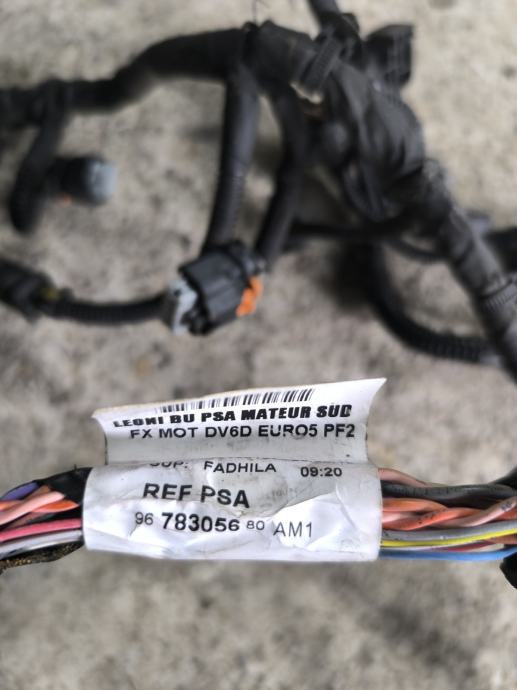 LEONI BU PSA MATEUR SUD
FX MOT DV6D EURO5 PF2
SUP: FADHILA 09:20
REF PSA
96 783056 80 AM1